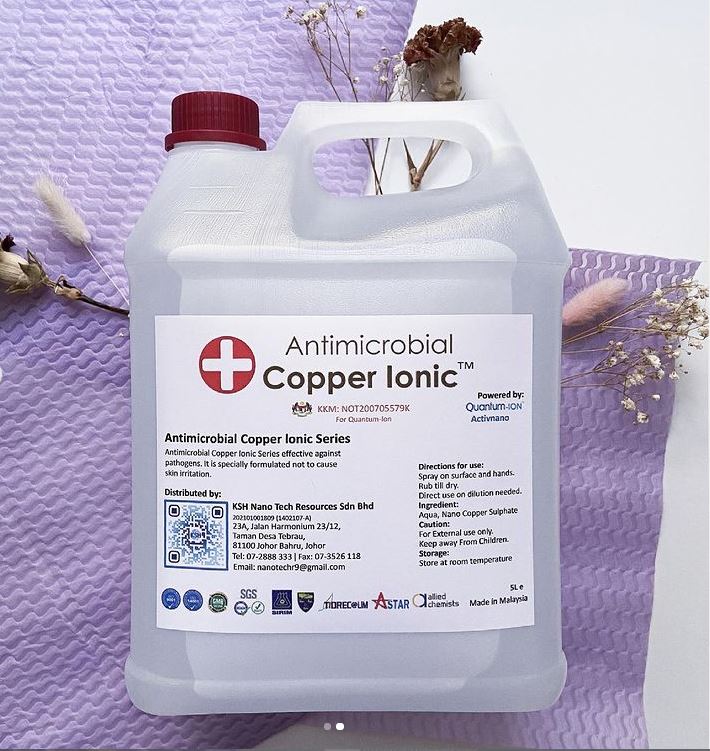 Antimicrobial
Copper Ionic™
KKM: NOT200705579K
For Quantum-Ion
Powered by:
Quantum-ION
Activnano
Antimicrobial Copper Ionic Series
Antimicrobial Copper Ionic Series effective against
pathogens. It is specially formulated not to cause
skin irritation.
Distributed by:
KSH Nano Tech Resources Sdn Bhd
202101001809 (1402107-A)
23A, Jalan Harmonium 23/12,
Taman Desa Tebrau,
81100 Johor Bahru, Johor
Tel: 07-2888 333 | Fax: 07-3526 118
Email: nanotechr9@gmail.com
Directions for use:
Spray on surface and hands.
Rub till dry.
Direct use on dilution needed.
Ingredient:
Aqua, Nano Copper Sulphate
Caution:
For External use only.
Keep away From Children.
Storage:
Store at room temperature
SGS
SIRIM
ASTAR
allied
chemists
5L e
Made in Malaysia